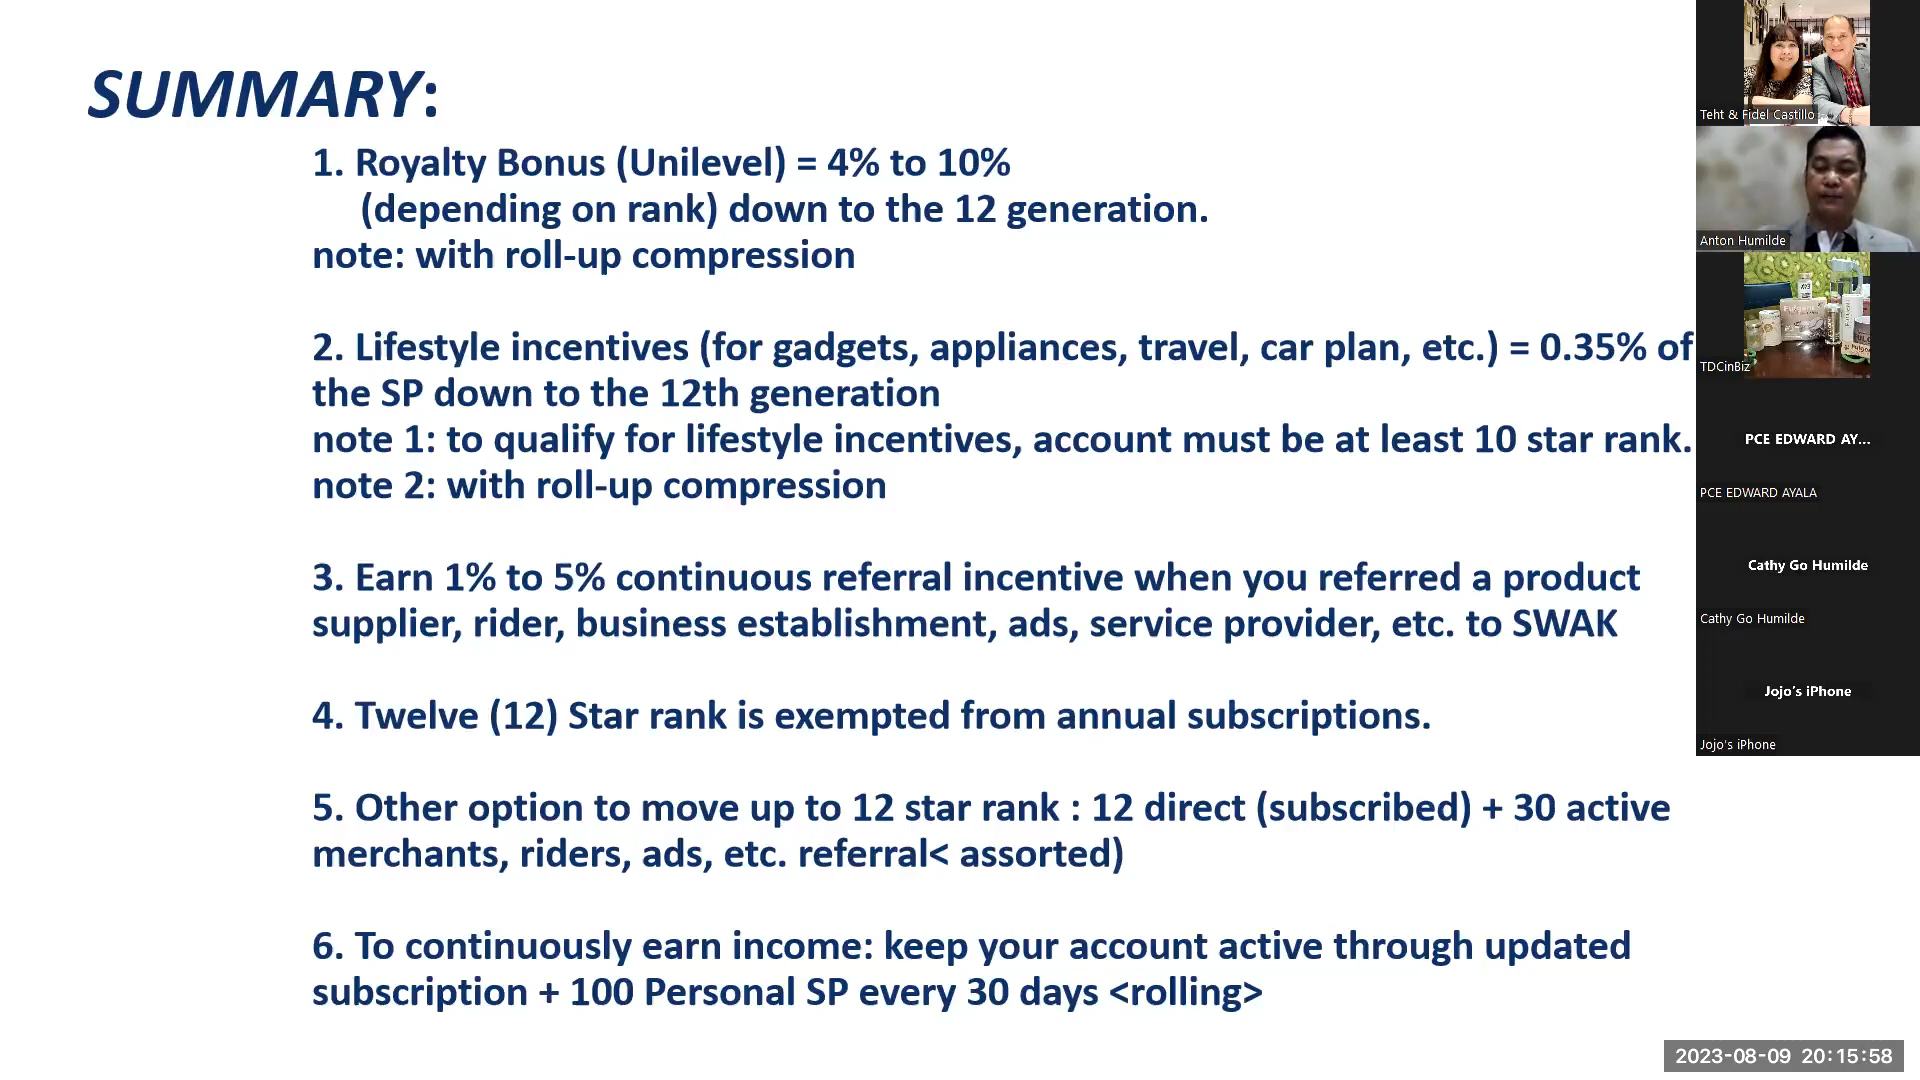 SUMMARY:
1. Royalty Bonus (Unilevel) = 4% to 10%
(depending on rank) down to the 12 generation.
note: with roll-up compression
2. Lifestyle incentives (for gadgets, appliances, travel, car plan, etc.) = 0.35% of
the SP down to the 12th generation
note 1: to qualify for lifestyle incentives, account must be at least 10 star rank.
note 2: with roll-up compression
3. Earn 1% to 5% continuous referral incentive when you referred a product
supplier, rider, business establishment, ads, service provider, etc. to SWAK
4. Twelve (12) Star rank is exempted from annual subscriptions.
5. Other option to move up to 12 star rank : 12 direct (subscribed) + 30 active
merchants, riders, ads, etc. referral< assorted)
6. To continuously earn income: keep your account active through updated
subscription + 100 Personal SP every 30 days <rolling>
Teht & Fidel Castillo
Anton Humilde
TDCinBiz
PCE EDWARD AY...
PCE EDWARD AYALA
Cathy Go Humilde
Cathy Go Humilde
Jojo's iPhone
Jojo's iPhone
2023-08-09 20:15:58